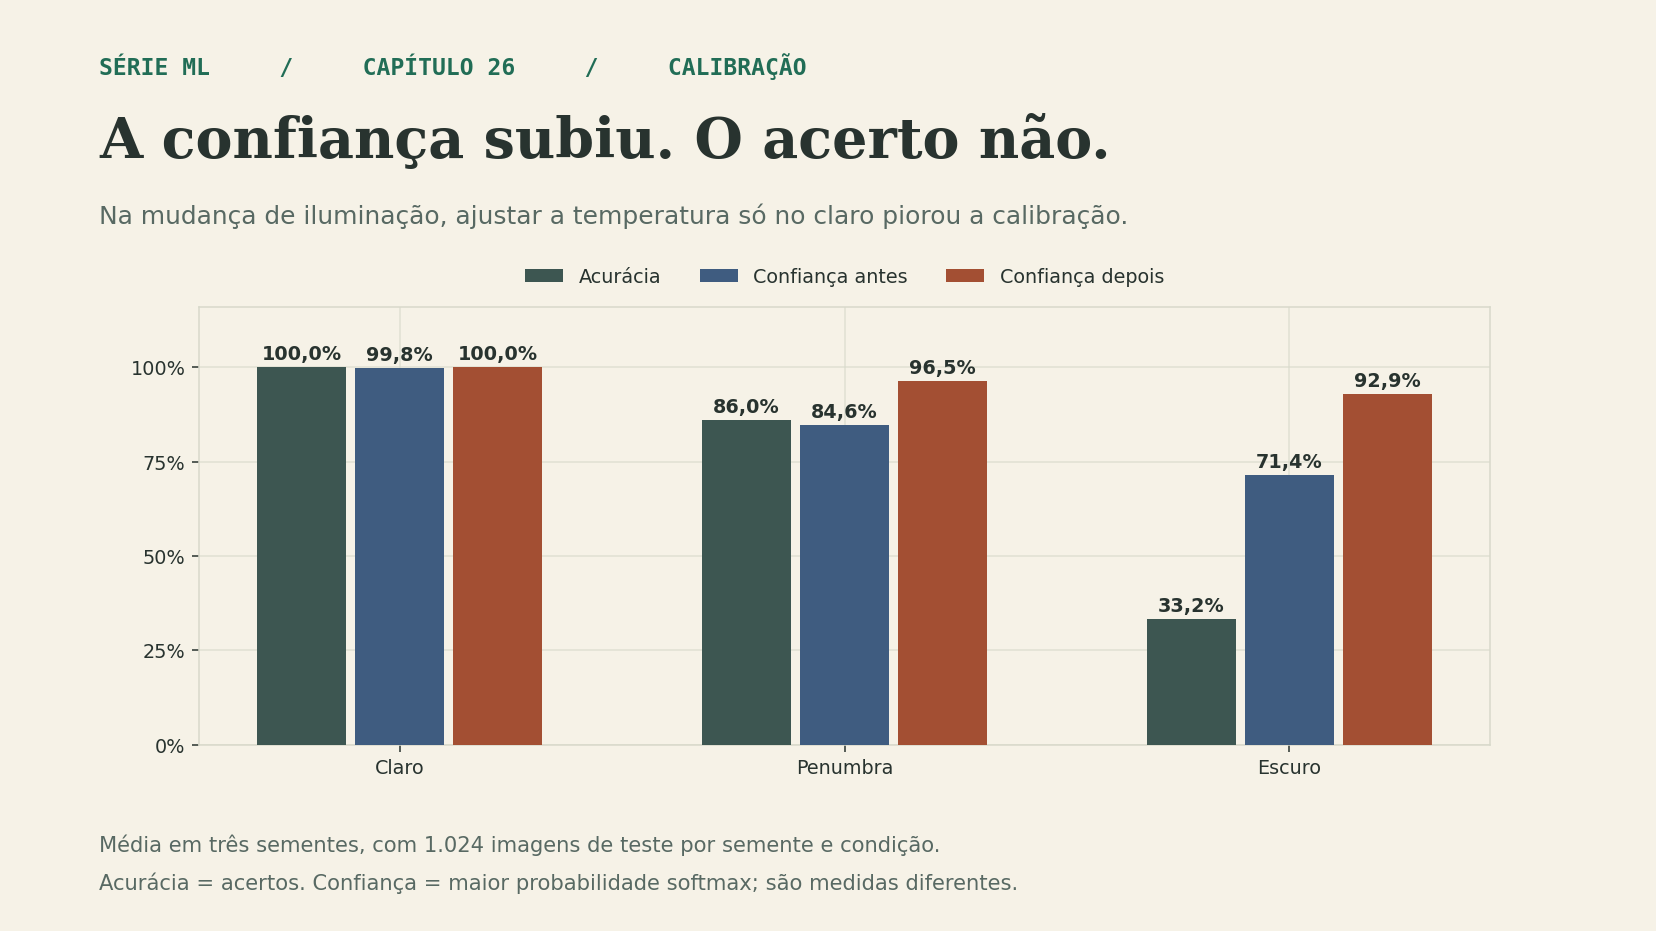 SÉRIE ML / CAPÍTULO 26 / CALIBRAÇÃO
A confiança subiu. O acerto não.
Na mudança de iluminação, ajustar a temperatura só no claro piorou a calibração.
Acurácia Confiança antes Confiança depois
100,0% 99,8% 100,0%
86,0% 84,6% 96,5%
33,2% 71,4% 92,9%
100%
75%
50%
25%
0%
Claro Penumbra Escuro
Média em três sementes, com 1.024 imagens de teste por semente e condição.
Acurácia = acertos. Confiança = maior probabilidade softmax; são medidas diferentes.